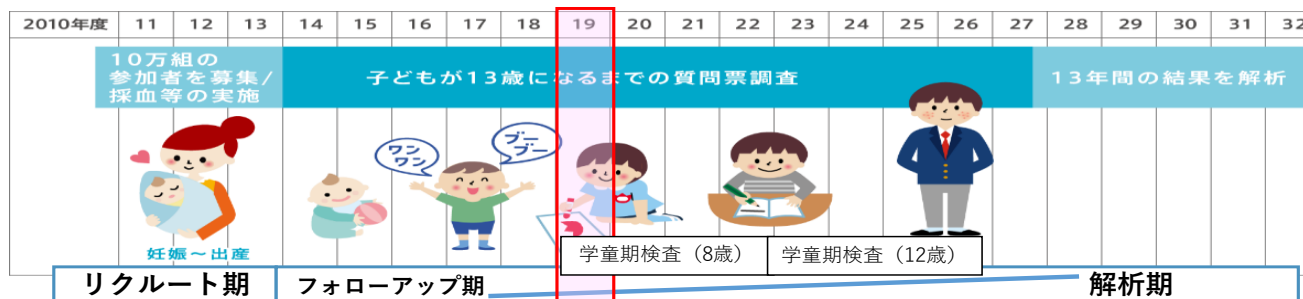 2010年度 11 12 13 14 15 16 17 18 19 20 21 22 23 24 25 26 27 28 29 30 31 32
10万組の
参加者を募集/
採血等の実施
子どもが13歳になるまでの質問票調査
13年間の結果を解析
ワン
ワン
ブー
ブー
妊娠～出産
学童期検査（8歳）
学童期検査（12歳）
リクルート期
フォローアップ期
解析期